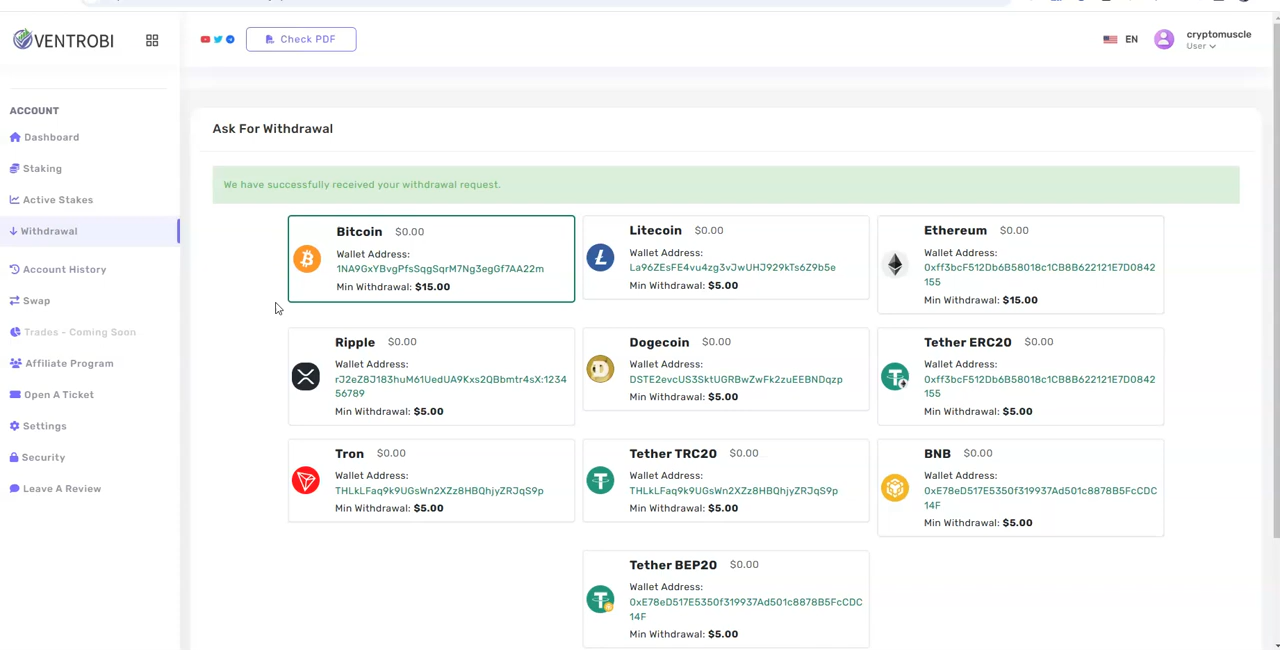 VENTROBI
Check PDF
EN
cryptomuscle
User
ACCOUNT
Dashboard
Staking
Active Stakes
Withdrawal
Account History
Swap
Trades - Coming Soon
Affiliate Program
Open A Ticket
Settings
Security
Leave A Review
Ask For Withdrawal
We have successfully received your withdrawal request.
Bitcoin $0.00
Wallet Address:
1NA9GxYBvgPfsSqgSqrM7Ng3egGf7AA22m
Min Withdrawal: $15.00
Litecoin $0.00
Wallet Address:
La96ZEsFE4vu4zg3vJwUHJ929kTs6Z9b5e
Min Withdrawal: $5.00
Ethereum $0.00
Wallet Address:
0xff3bcF512Db6B58018c1CB8B622121E7D0842
155
Min Withdrawal: $15.00
Ripple $0.00
Wallet Address:
rJ2eZ8J183huM61UedUA9Kxs2QBbmtr4sX:1234
56789
Min Withdrawal: $5.00
Dogecoin $0.00
Wallet Address:
DSTE2evcUS3SktUGRBwZwFk2zuEEBNDqzp
Min Withdrawal: $5.00
Tether ERC20 $0.00
Wallet Address:
0xff3bcF512Db6B58018c1CB8B622121E7D0842
155
Min Withdrawal: $5.00
Tron $0.00
Wallet Address:
THLkLFaq9k9UGsWn2XZz8HBQhjyZRJqS9p
Min Withdrawal: $5.00
Tether TRC20 $0.00
Wallet Address:
THLkLFaq9k9UGsWn2XZz8HBQhjyZRJqS9p
Min Withdrawal: $5.00
BNB $0.00
Wallet Address:
0xE78eD517E5350f319937Ad501c8878B5FcCDC
14F
Min Withdrawal: $5.00
Tether BEP20 $0.00
Wallet Address:
0xE78eD517E5350f319937Ad501c8878B5FcCDC
14F
Min Withdrawal: $5.00